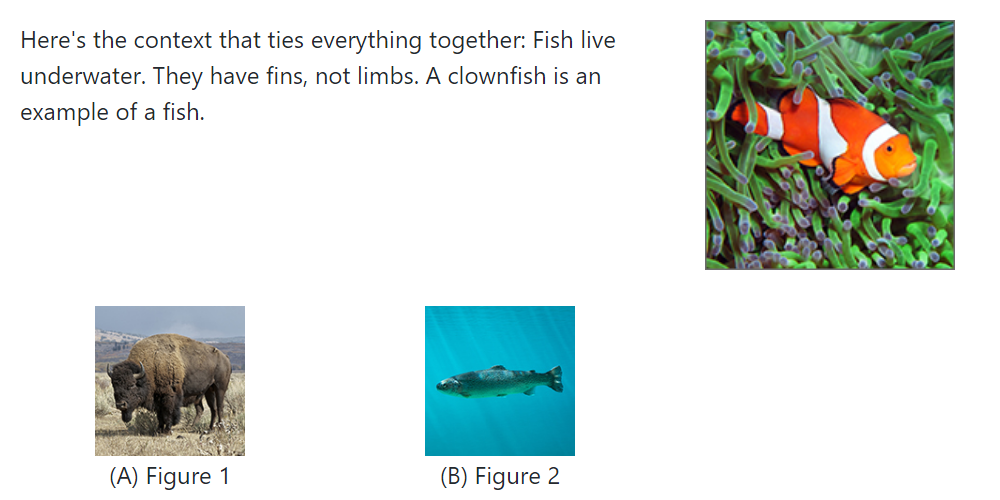 Here's the context that ties everything together: Fish live
underwater. They have fins, not limbs. A clownfish is an
example of a fish.
(A) Figure 1
(B) Figure 2